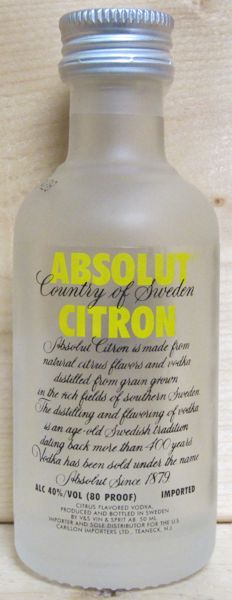 ABSOLUT
Country of Sweden
CITRON
Absolut Citron is made from
natural citrus flavors and vodka
distilled from grain grown
in the rich fields of southern Sweden
The distilling and flavoring of vodka
is an age-old Swedish tradition
dating back more than 400 years
Vodka has been sold under the name
Absolut Since 1879.
ALC 40%/VOL (80 PROOF) IMPORTED
CITRUS FLAVORED VODKA,
PRODUCED AND BOTTLED IN SWEDEN
BY V&S VIN & SPRIT AB 50 ML
IMPORTER AND SOLE DISTRIBUTOR FOR THE U.S
CARILLON IMPORTERS LTD., TEANECK, N.J.